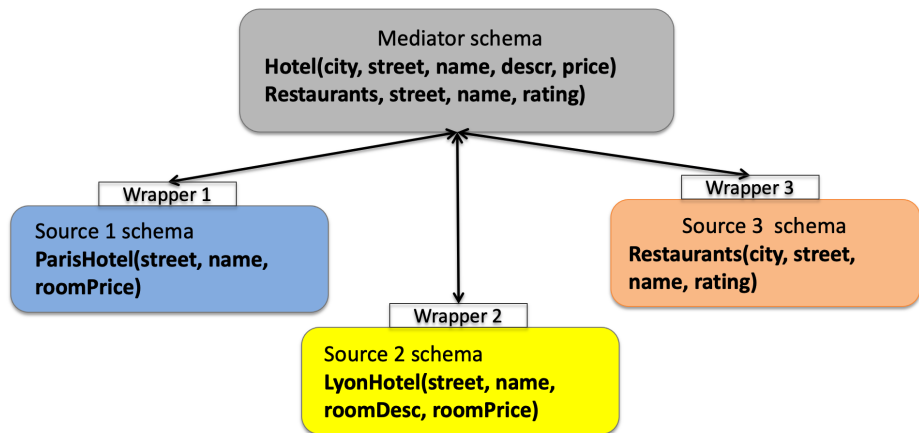 Mediator schema
Hotel(city, street, name, descr, price)
Restaurants, street, name, rating)
Wrapper 1
Wrapper 3
Source 1 schema
ParisHotel(street, name,
roomPrice)
Source 3 schema
Restaurants(city, street,
name, rating)
Wrapper 2
Source 2 schema
LyonHotel(street, name,
roomDesc, roomPrice)